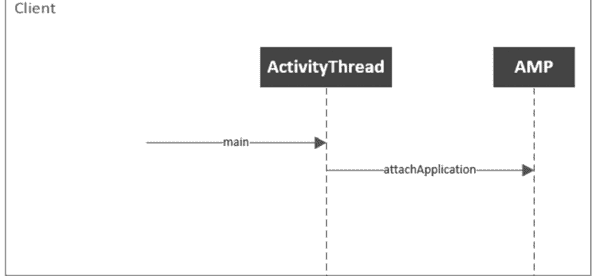 Client
ActivityThread
AMP
main
attachApplication